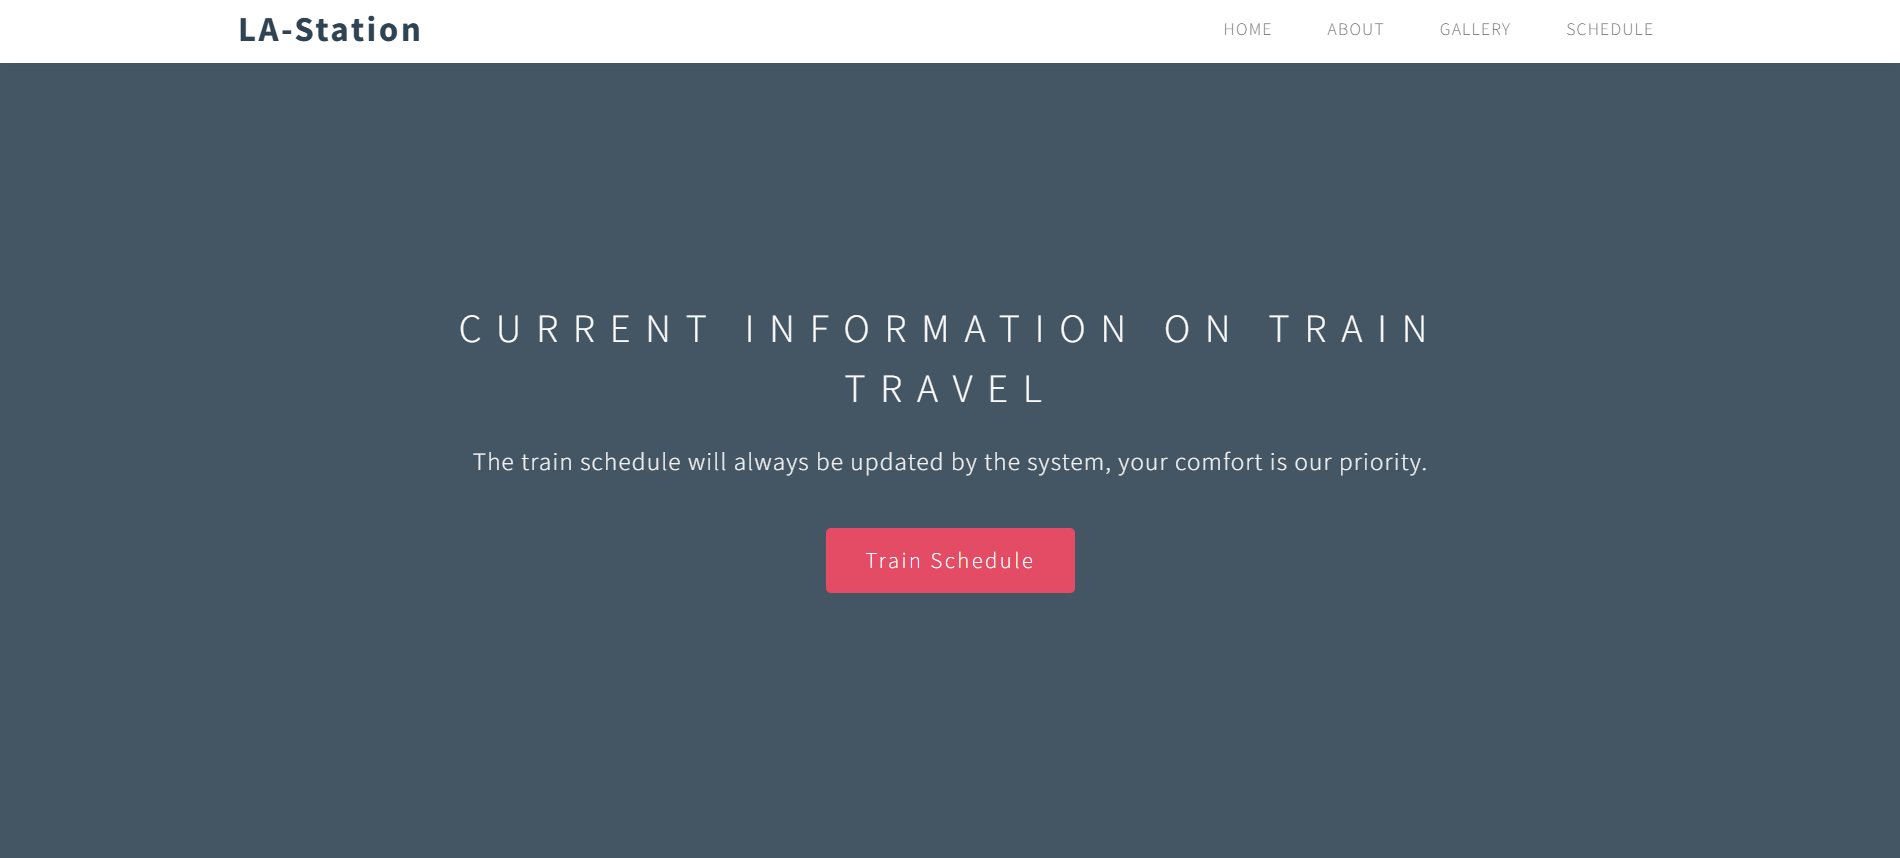 LA-Station
HOME ABOUT GALLERY SCHEDULE
CURRENT INFORMATION ON TRAIN
TRAVEL
The train schedule will always be updated by the system, your comfort is our priority.
Train Schedule